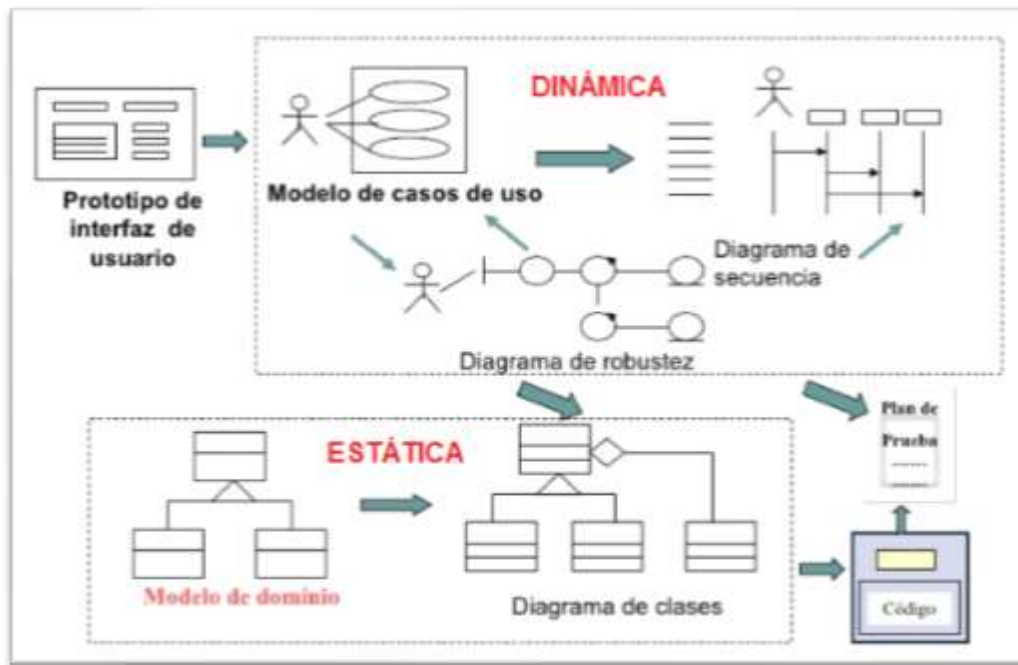 DINÁMICA
Prototipo de
interfaz de
usuario
Modelo de casos de uso
Diagrama de
secuencia
Diagrama de robustez
Plan de
Prueba
ESTÁTICA
Modelo de dominio
Diagrama de clases
Código